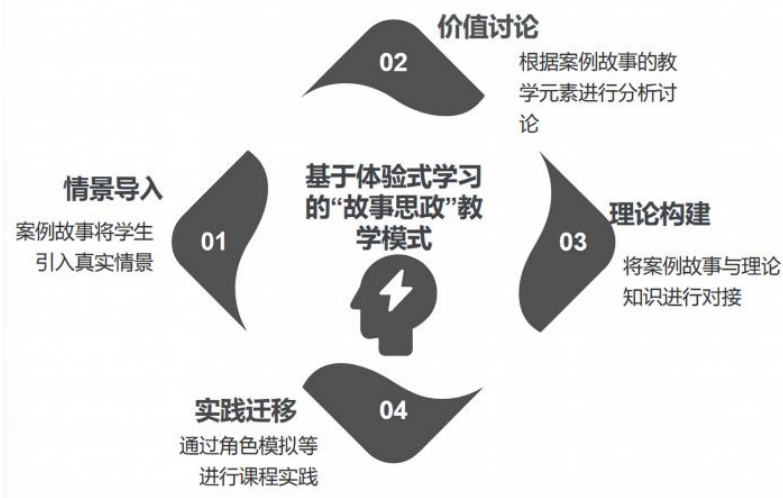 基于体验式学习
的“故事思政”教
学模式
01
情景导入
案例故事将学生
引入真实情景
02
价值讨论
根据案例故事的教
学元素进行分析讨
论
03
理论构建
将案例故事与理论
知识进行对接
04
实践迁移
通过角色模拟等
进行课程实践